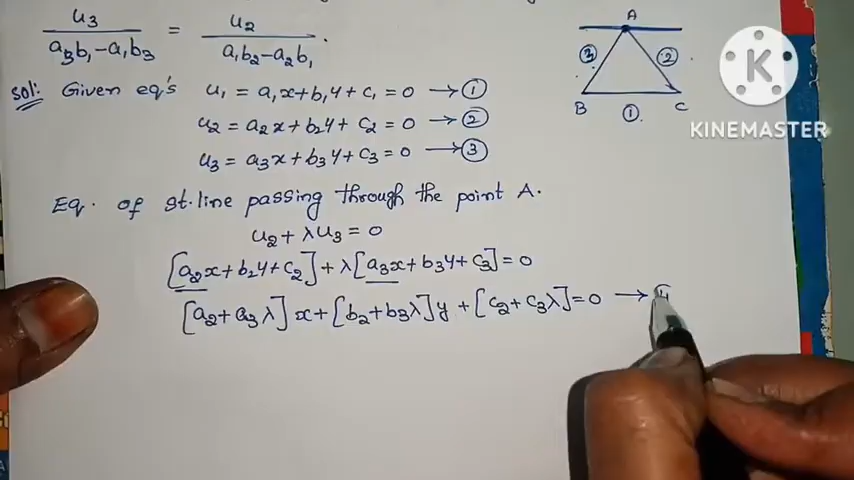 u₃ / a₃b₁-a₁b₃ = u₂ / a₁b₂-a₂b₁.
A
③ ②
B C
①
sol: Given eq's u₁ = a₁x+b₁y+c₁ = 0 → ①
u₂ = a₂x+b₂y+c₂ = 0 → ②
u₃ = a₃x+b₃y+c₃ = 0 → ③
K
KINEMASTER
Eq. of st.line passing through the point A.
u₂+λu₃ = 0
[a₂x+b₂y+c₂]+λ[a₃x+b₃y+c₃]=0
[a₂+a₃λ]x+[b₂+b₃λ]y+[c₂+c₃λ]=0 →